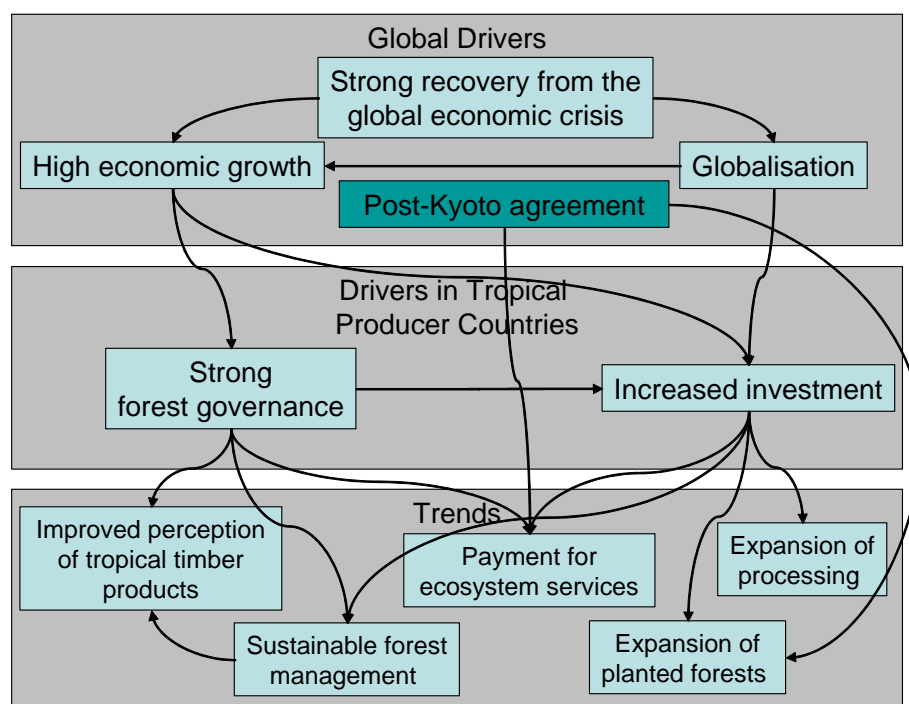 Global Drivers
Strong recovery from the
global economic crisis
High economic growth
Globalisation
Post-Kyoto agreement
Drivers in Tropical
Producer Countries
Strong
forest governance
Increased investment
Trends
Improved perception
of tropical timber
products
Payment for
ecosystem services
Expansion of
processing
Sustainable forest
management
Expansion of
planted forests